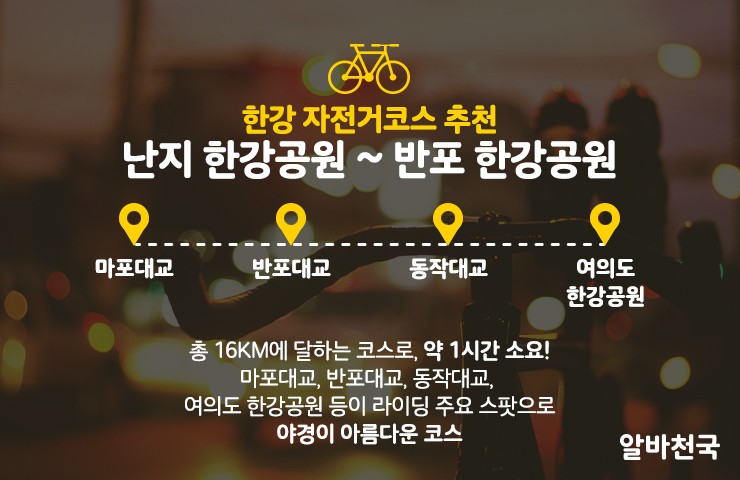 한강 자전거코스 추천
난지 한강공원 ~ 반포 한강공원
마포대교 반포대교 동작대교 여의도
한강공원
총 16KM에 달하는 코스로, 약 1시간 소요!
마포대교, 반포대교, 동작대교,
여의도 한강공원 등이 라이딩 주요 스팟으로
야경이 아름다운 코스
알바천국